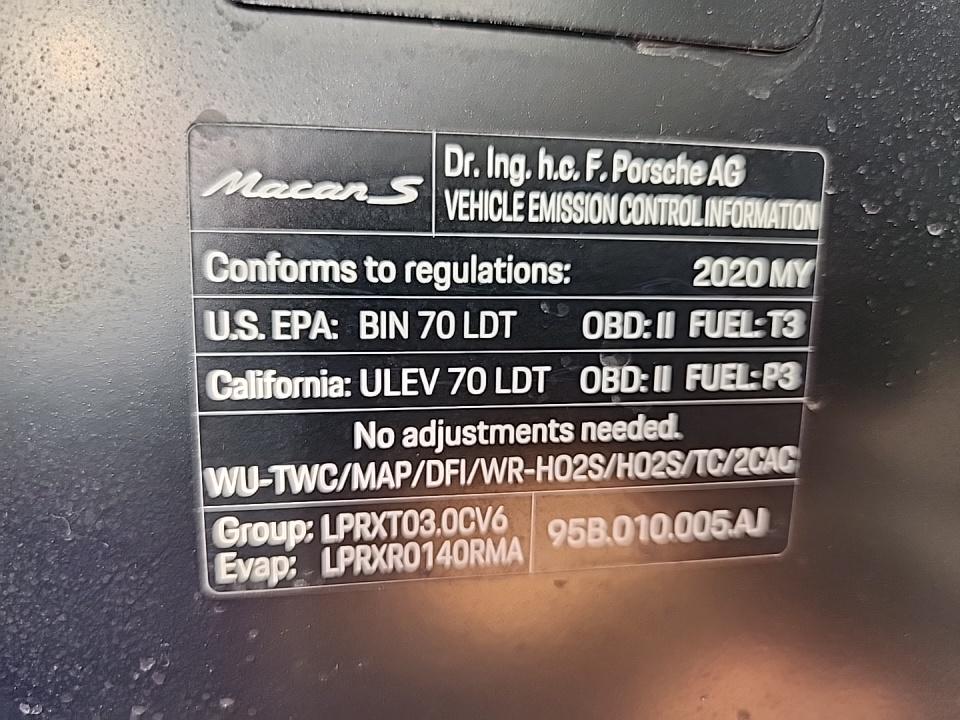 Macan S
Dr. Ing. h.c. F. Porsche AG
VEHICLE EMISSION CONTROL INFORMATION
Conforms to regulations: 2020 MY
U.S. EPA: BIN 70 LDT OBD: II FUEL: T3
California: ULEV 70 LDT OBD: II FUEL: P3
No adjustments needed.
WU-TWC/MAP/DFI/WR-HO2S/HO2S/TC/2CAC
Group: LPRXT03.0CV6
Evap: LPRXR0140RMA
95B.010.005.AJ